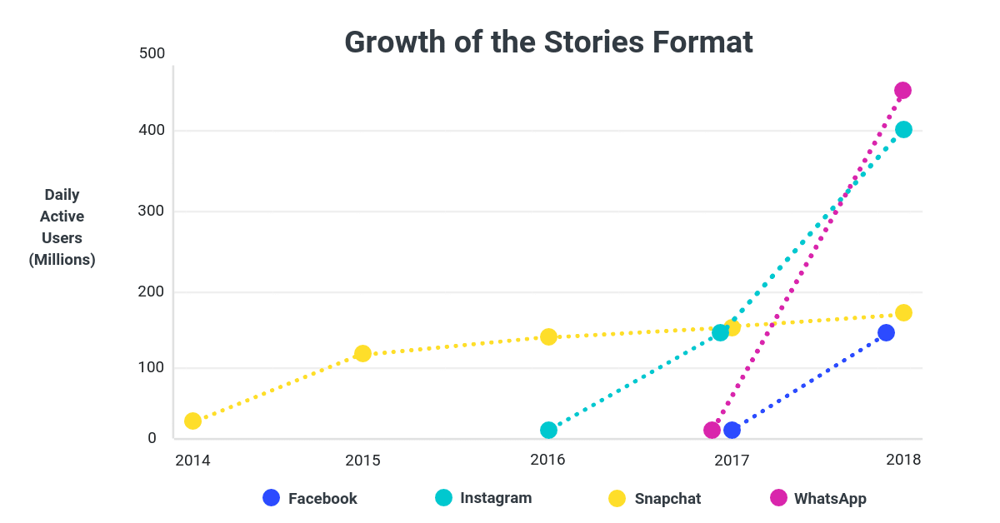 Growth of the Stories Format
500
400
300
200
100
0
Daily
Active
Users
(Millions)
2014 2015 2016 2017 2018
Facebook Instagram Snapchat WhatsApp